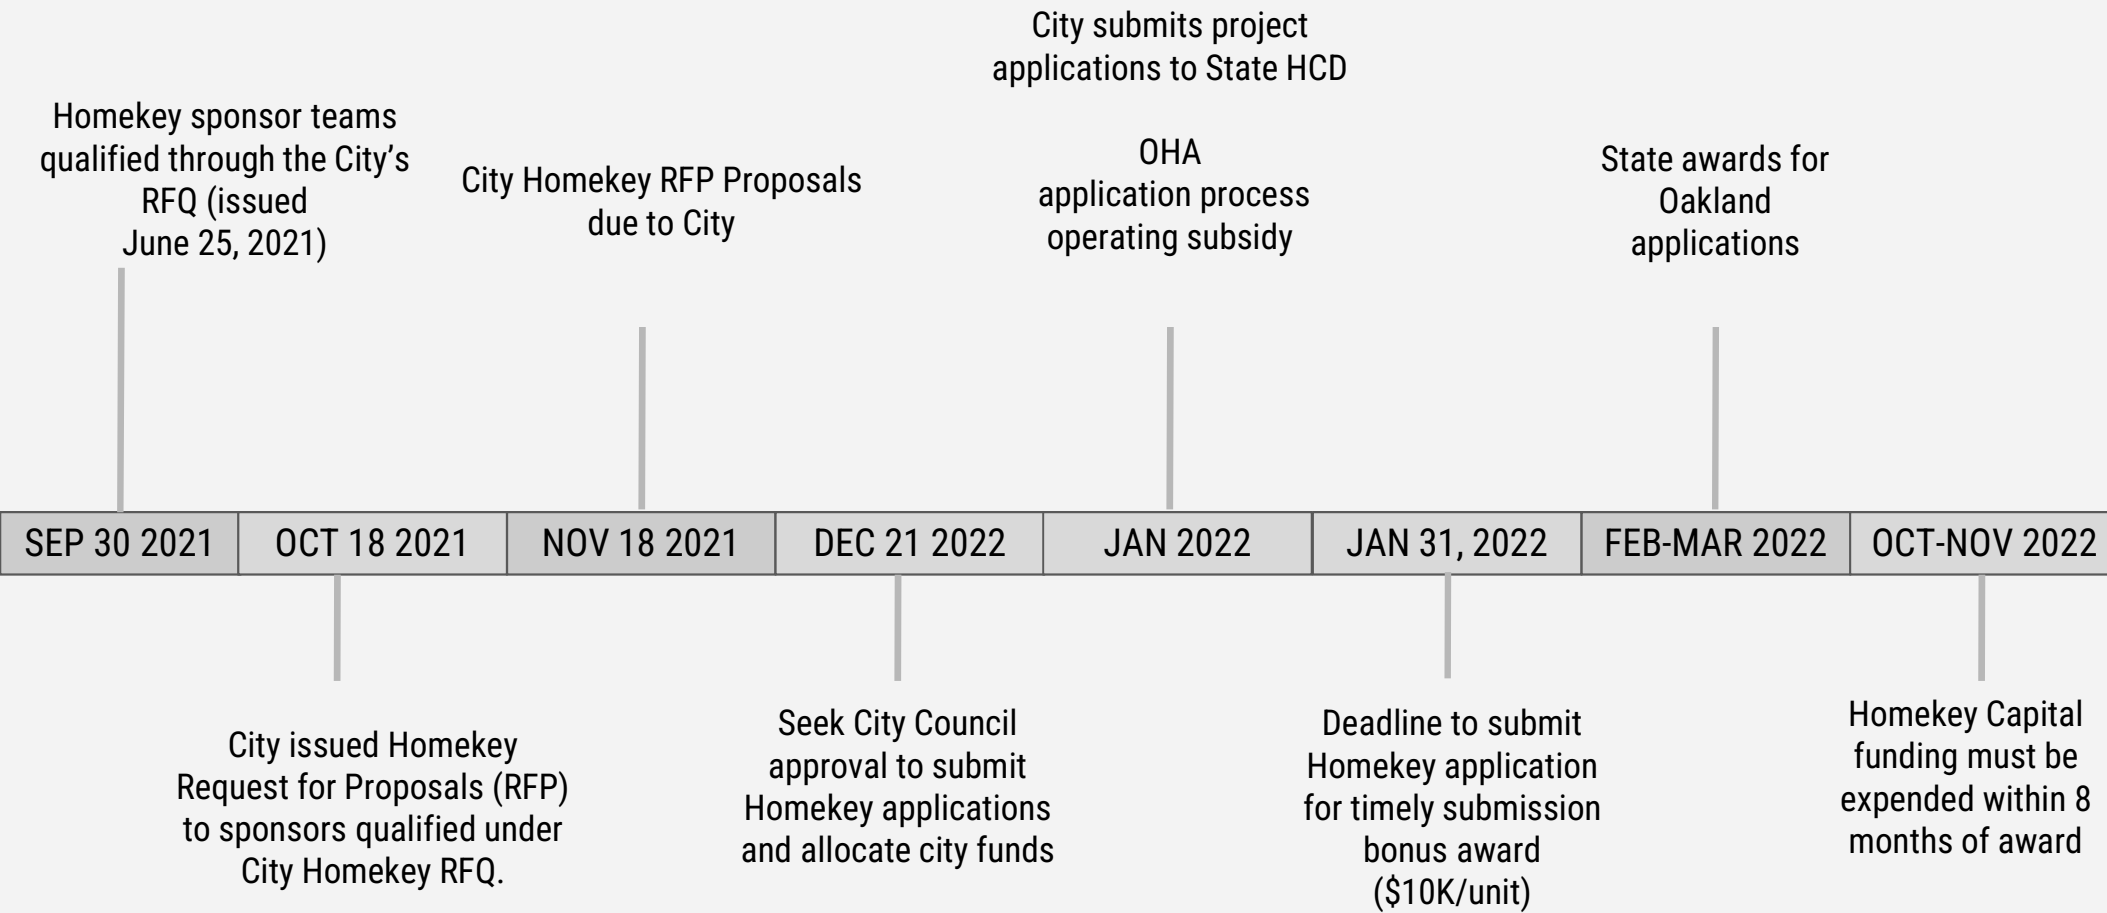 Homekey sponsor teams
qualified through the City’s
RFQ (issued
June 25, 2021)
City Homekey RFP Proposals
due to City
City submits project
applications to State HCD
OHA
application process
operating subsidy
State awards for
Oakland
applications
SEP 30 2021
OCT 18 2021
NOV 18 2021
DEC 21 2022
JAN 2022
JAN 31, 2022
FEB-MAR 2022
OCT-NOV 2022
City issued Homekey
Request for Proposals (RFP)
to sponsors qualified under
City Homekey RFQ.
Seek City Council
approval to submit
Homekey applications
and allocate city funds
Deadline to submit
Homekey application
for timely submission
bonus award
($10K/unit)
Homekey Capital
funding must be
expended within 8
months of award